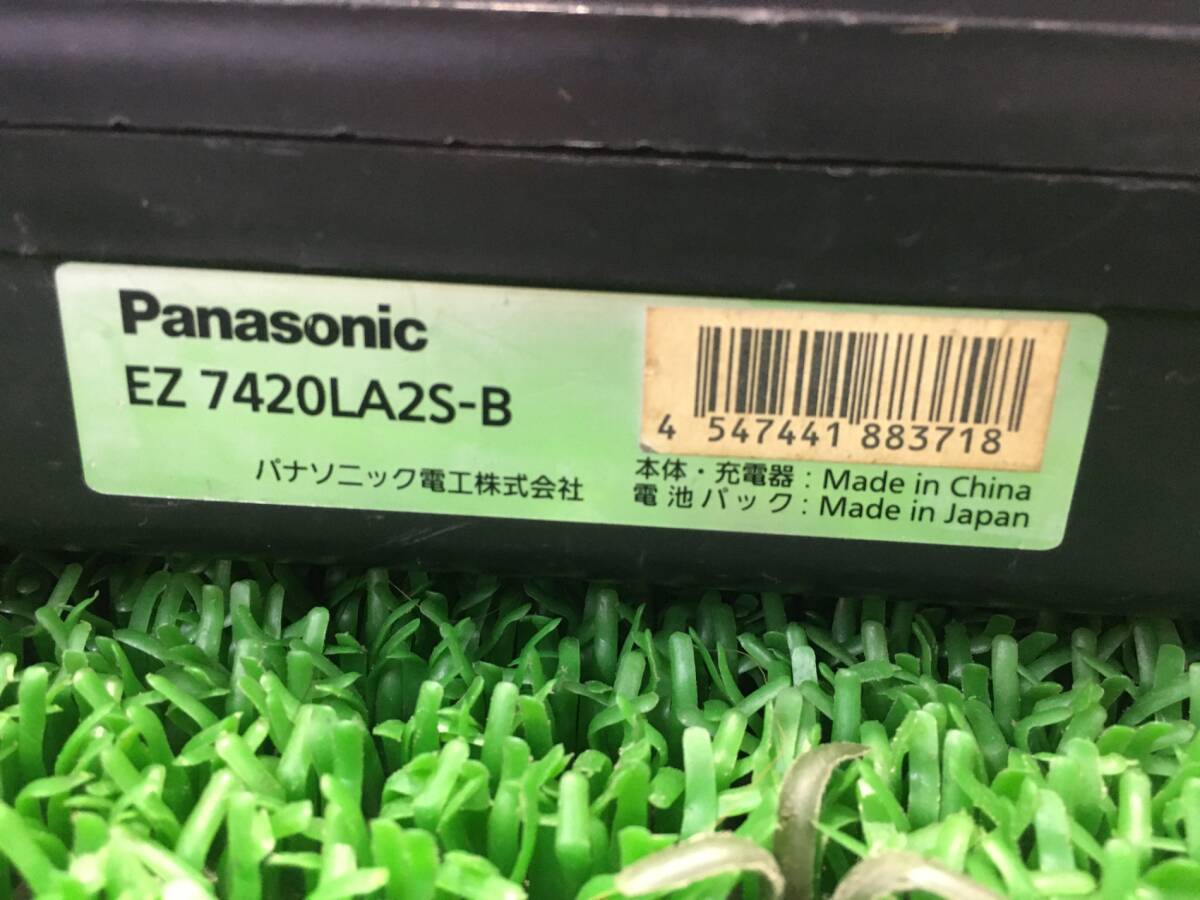 Panasonic
EZ 7420LA2S-B
4 547441 883718
パナソニック電工株式会社
本体・充電器 : Made in China
電池パック : Made in Japan